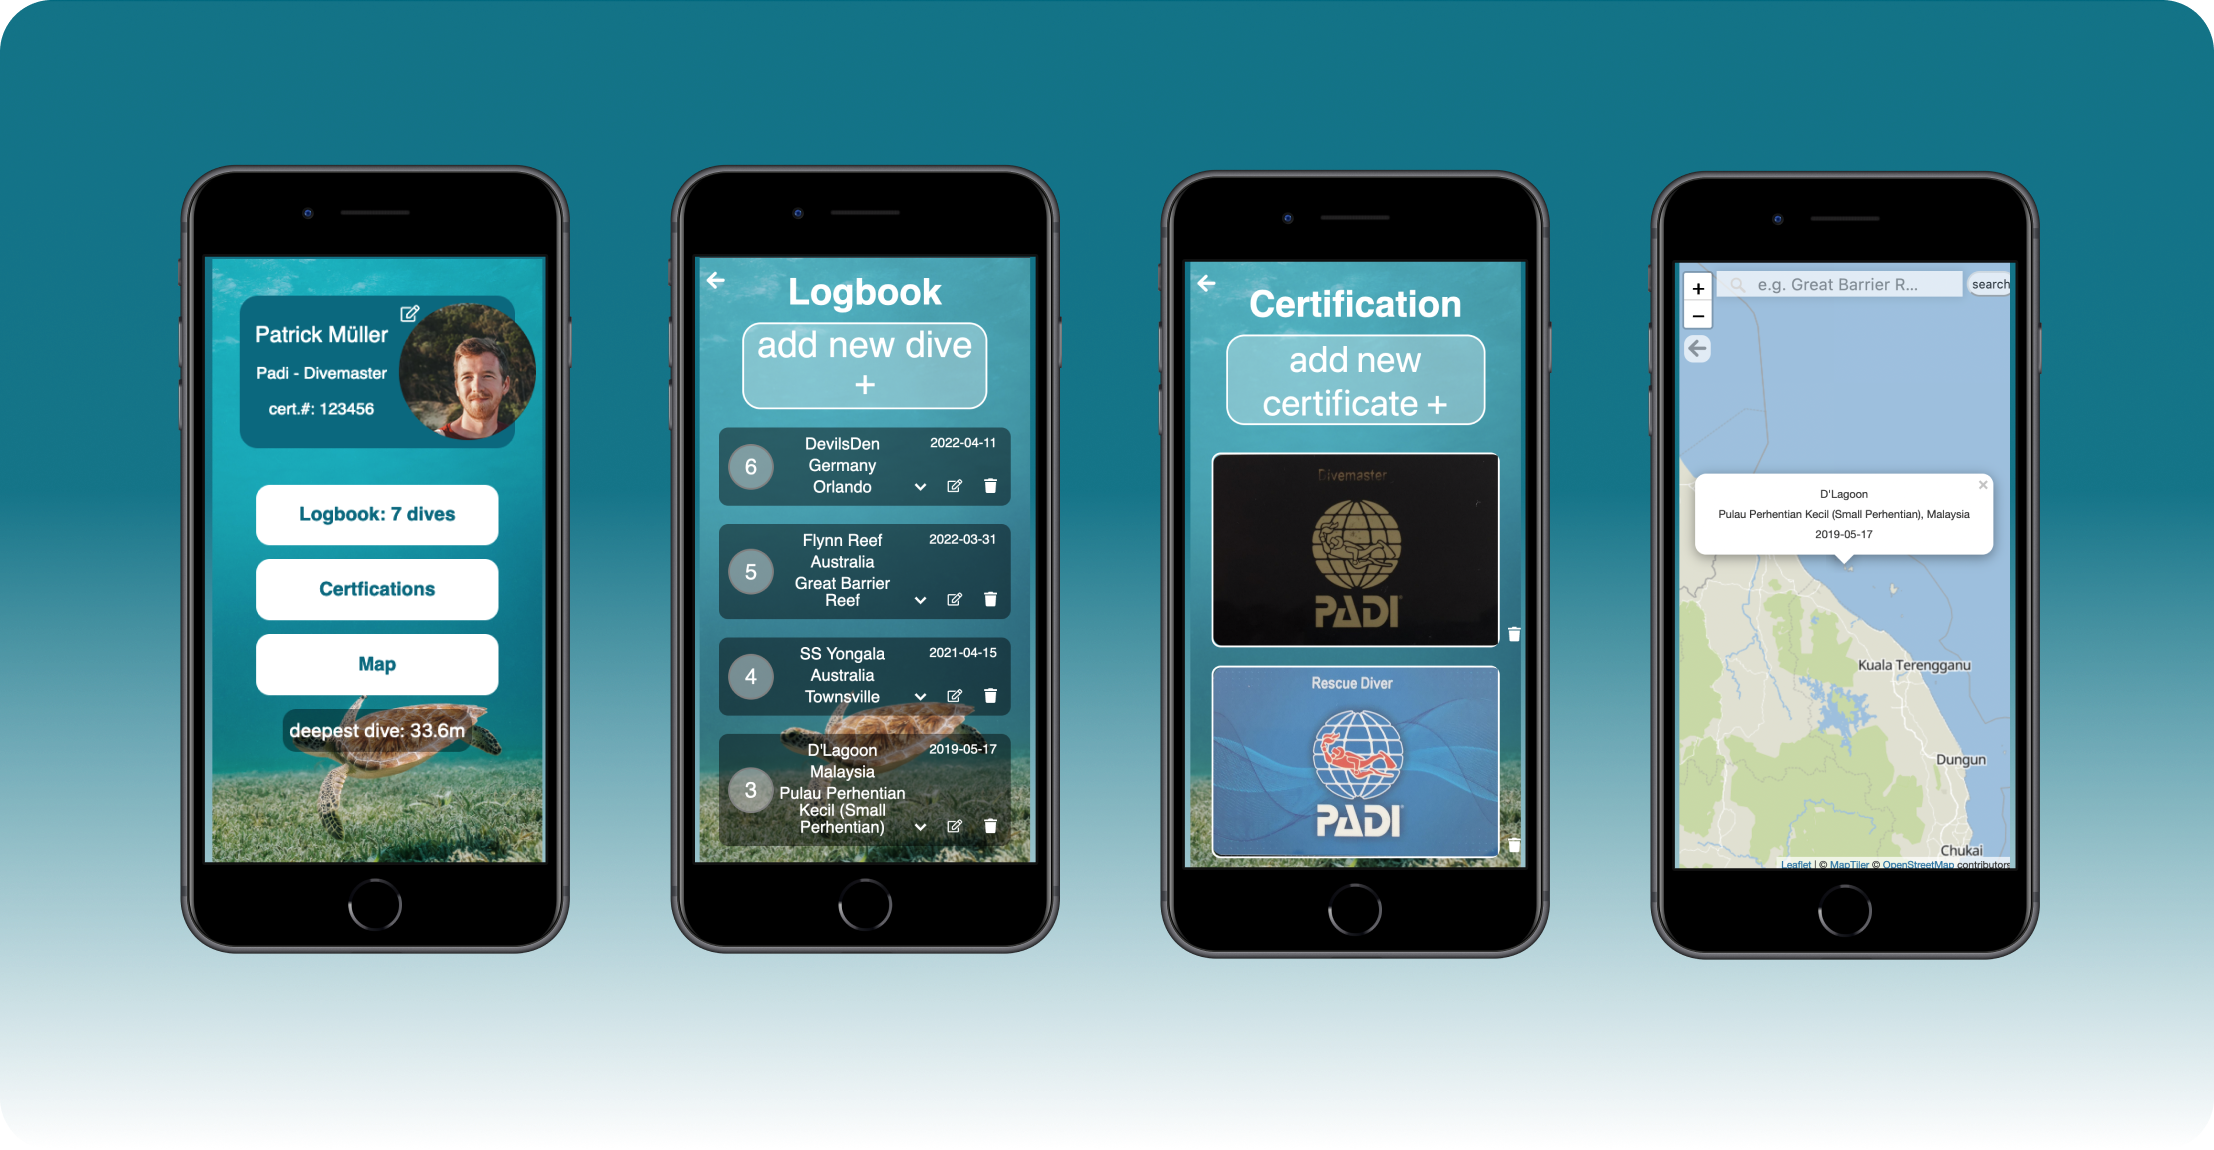 Patrick Müller
Padi - Divemaster
cert.#: 123456
Logbook: 7 dives
Certfications
Map
deepest dive: 33.6m
Logbook
add new dive
+
6
DevilsDen
2022-04-11
Germany
Orlando
5
Flynn Reef
2022-03-31
Australia
Great Barrier
Reef
4
SS Yongala
2021-04-15
Australia
Townsville
3
D'Lagoon
2019-05-17
Malaysia
Pulau Perhentian
Kecil (Small
Perhentian)
Certification
add new
certificate +
Divemaster
PADI
Rescue Diver
PADI
+
−
e.g. Great Barrier R...
search
D'Lagoon
×
Pulau Perhentian Kecil (Small Perhentian), Malaysia
2019-05-17
Kuala Terengganu
Dungun
Chukai
Leaflet | © MapTiler © OpenStreetMap contributors